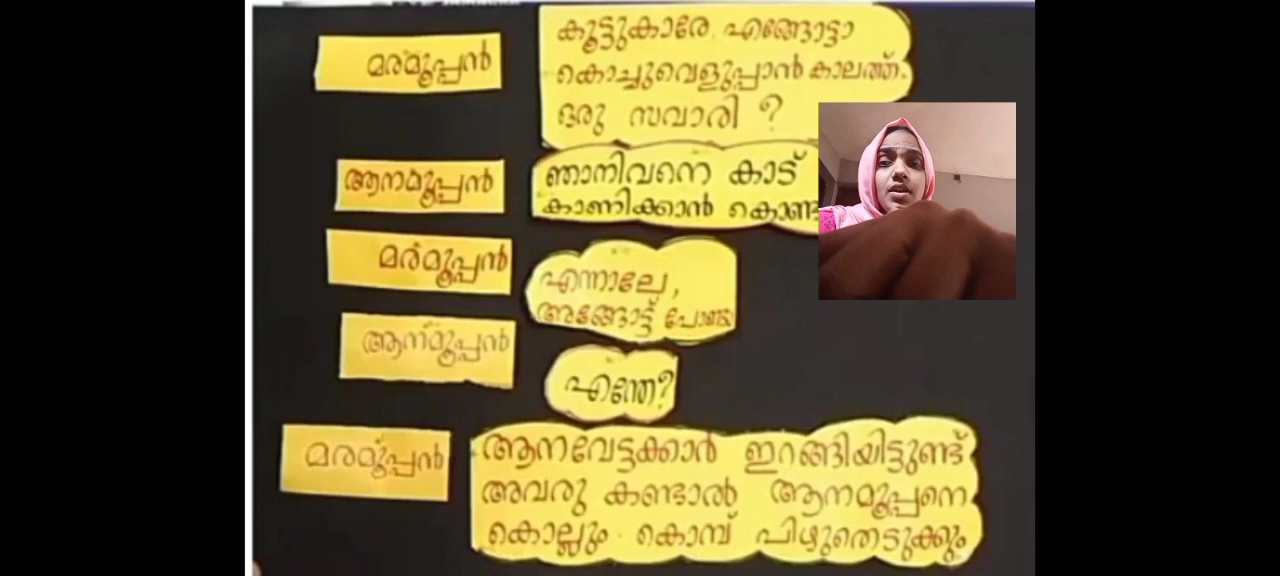 മരമൂപ്പൻ
കൂട്ടുകാരേ. എങ്ങോട്ടാ
കൊച്ചുവെളുപ്പാൻ കാലത്ത്.
ഒരു സവാരി ?
ആനമൂപ്പൻ
ഞാനിവനെ കാട്
കാണിക്കാൻ
മരമൂപ്പൻ
എന്നാലേ,
അങ്ങോട്ട് പോണ്ടാ
ആനമൂപ്പൻ
എന്തേ?
മരമൂപ്പൻ
ആനവേട്ടക്കാർ ഇറങ്ങിയിട്ടുണ്ട്
അവരു കണ്ടാൽ ആനമൂപ്പനെ
കൊല്ലും. കൊമ്പ് പിഴുതെടുക്കും